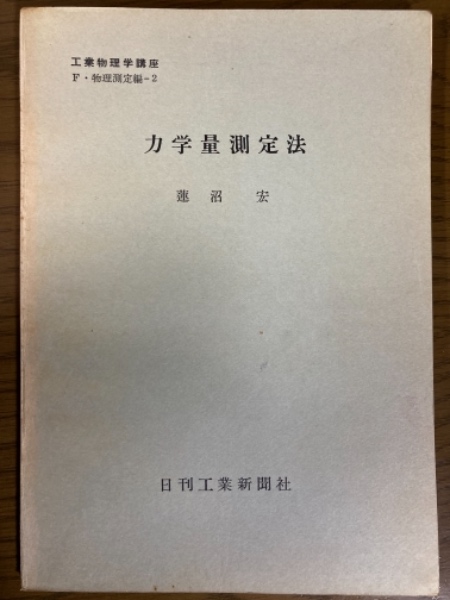 工業物理学講座
F・物理測定編-2
力学量測定法
蓮沼 宏
日刊工業新聞社